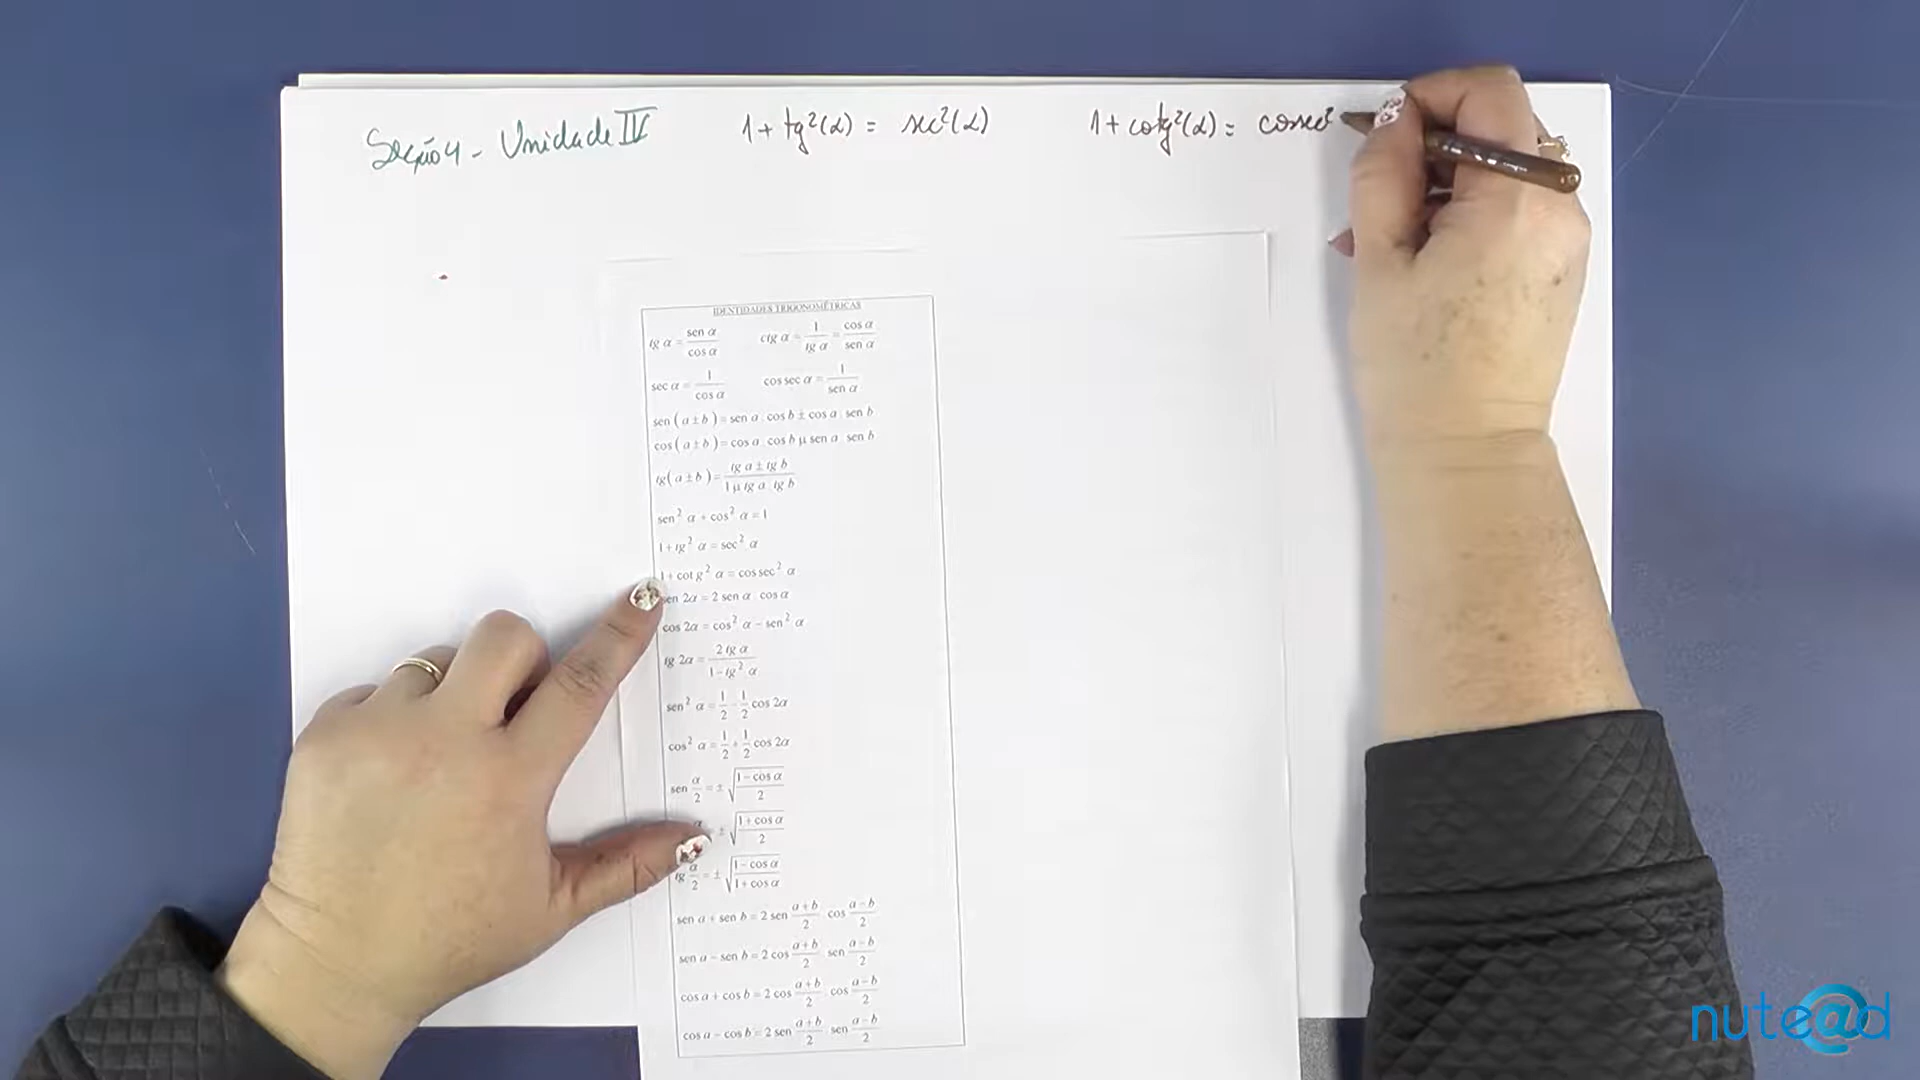 Seção 4 - Unidade IV
1 + tg²(α) = sec²(α)
1 + cotg²(α) = cossec²
IDENTIDADES TRIGONOMÉTRICAS
tg α = sen α / cos α    ctg α = 1 / tg α = cos α / sen α
sec α = 1 / cos α    cos sec α = 1 / sen α
sen (a ± b) = sen a . cos b ± cos a . sen b
cos (a ± b) = cos a . cos b μ sen a . sen b
tg (a ± b) = tg a ± tg b / 1 μ tg a . tg b
sen² α + cos² α = 1
1 + tg² α = sec² α
1 + cot g² α = cos sec² α
sen 2α = 2 sen α . cos α
cos 2α = cos² α − sen² α
tg 2α = 2 tg α / 1 − tg² α
sen² α = 1/2 − 1/2 cos 2α
cos² α = 1/2 + 1/2 cos 2α
sen α/2 = ± √(1 − cos α / 2)
α ± √(1 + cos α / 2)
tg α/2 = ± √(1 − cos α / 1 + cos α)
sen a + sen b = 2 sen a + b / 2 . cos a − b / 2
sen a − sen b = 2 cos a + b / 2 . sen a − b / 2
cos a + cos b = 2 cos a + b / 2 . cos a − b / 2
cos a − cos b = 2 sen a + b / 2 . sen a − b / 2
nute@d